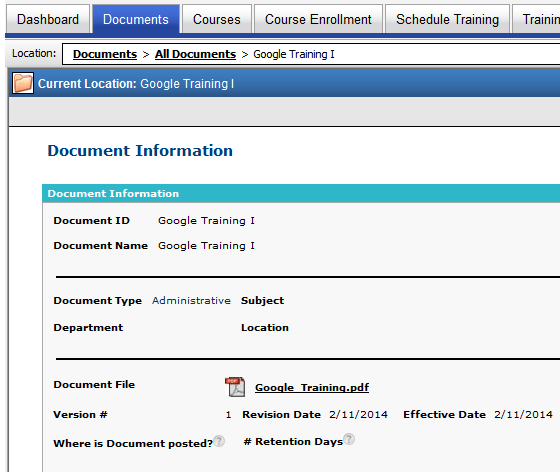 Dashboard Documents Courses Course Enrollment Schedule Training
Location: Documents > All Documents > Google Training I
Current Location: Google Training I
Document Information
Document Information
Document ID Google Training I
Document Name Google Training I
Document Type Administrative Subject
Department Location
Document File Google_Training.pdf
Version # 1 Revision Date 2/11/2014 Effective Date 2/11/2014
Where is Document posted? ? # Retention Days ?